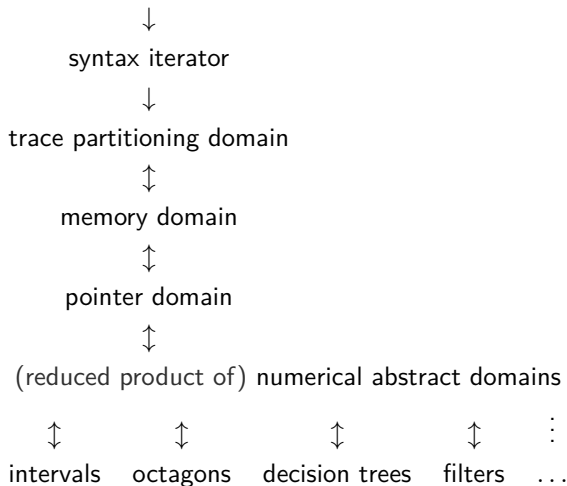 ↓
syntax iterator
↓
trace partitioning domain
↕
memory domain
↕
pointer domain
↕
(reduced product of) numerical abstract domains
↕ ↕ ↕ ↕ ⋮
intervals octagons decision trees filters ...